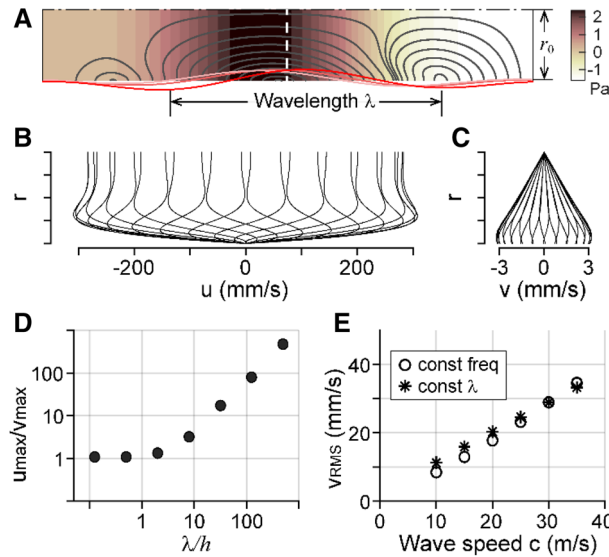 A
r₀
2
1
0
-1
Pa
Wavelength λ
B
r
-200 0 200
u (mm/s)
C
r
-3 0 3
v (mm/s)
D
umax/vmax
100
10
1
1 10 100
λ/h
E
const freq
const λ
vRMS (mm/s)
40
20
0
0 10 20 30 40
Wave speed c (m/s)